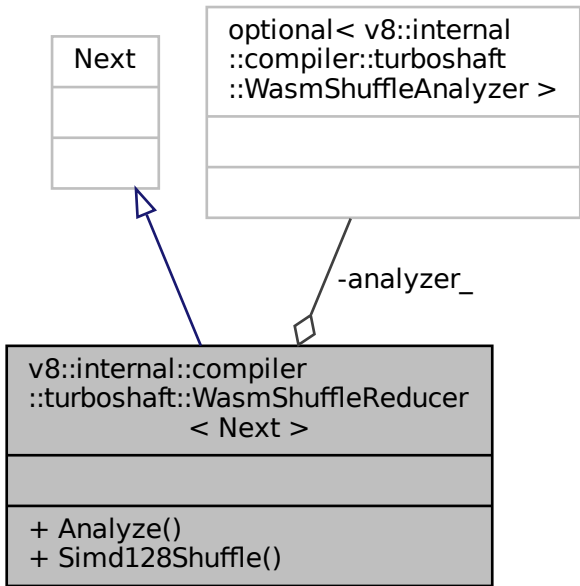 Next
optional< v8::internal
::compiler::turboshaft
::WasmShuffleAnalyzer >
-analyzer_
v8::internal::compiler
::turboshaft::WasmShuffleReducer
< Next >
+ Analyze()
+ Simd128Shuffle()